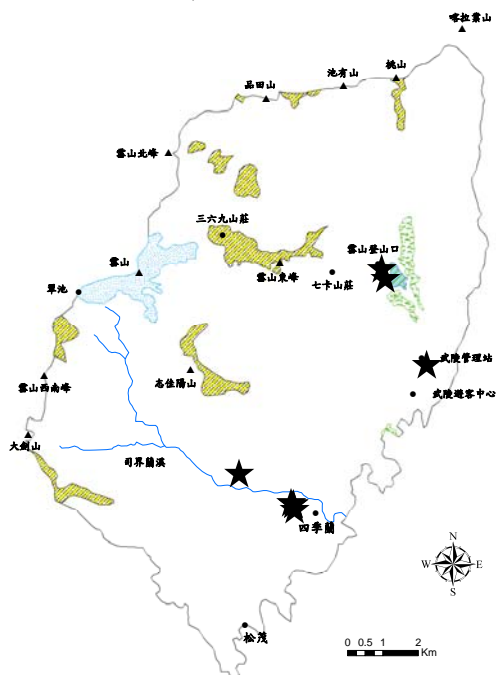 喀拉業山
桃山
池有山
品田山
雪山北峰
三六九山莊
雪山登山口
雪山
雪山東峰
七卡山莊
翠池
武陵管理站
志佳陽山
雪山西南峰
武陵遊客中心
大劍山
司界蘭溪
四季蘭
N
W
E
S
松茂
0 0.5 1 2
Km